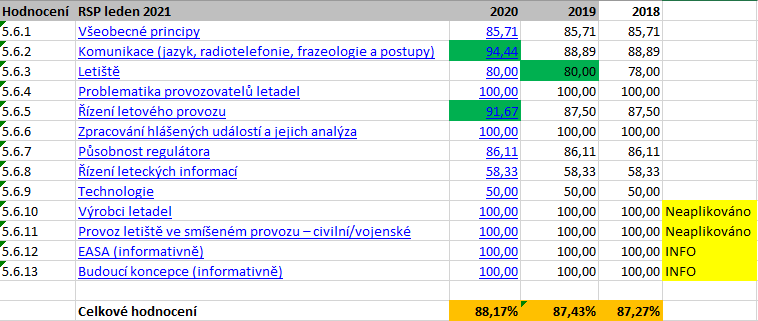 Hodnocení RSP leden 2021 2020 2019 2018
5.6.1 Všeobecné principy 85,71 85,71 85,71
5.6.2 Komunikace (jazyk, radiotelefonie, frazeologie a postupy) 94,44 88,89 88,89
5.6.3 Letiště 80,00 80,00 78,00
5.6.4 Problematika provozovatelů letadel 100,00 100,00 100,00
5.6.5 Řízení letového provozu 91,67 87,50 87,50
5.6.6 Zpracování hlášených událostí a jejich analýza 100,00 100,00 100,00
5.6.7 Působnost regulátora 86,11 86,11 86,11
5.6.8 Řízení leteckých informací 58,33 58,33 58,33
5.6.9 Technologie 50,00 50,00 50,00
5.6.10 Výrobci letadel 100,00 100,00 100,00 Neaplikováno
5.6.11 Provoz letiště ve smíšeném provozu – civilní/vojenské 100,00 100,00 100,00 Neaplikováno
5.6.12 EASA (informativně) 100,00 100,00 100,00 INFO
5.6.13 Budoucí koncepce (informativně) 100,00 100,00 100,00 INFO
Celkové hodnocení 88,17% 87,43% 87,27%